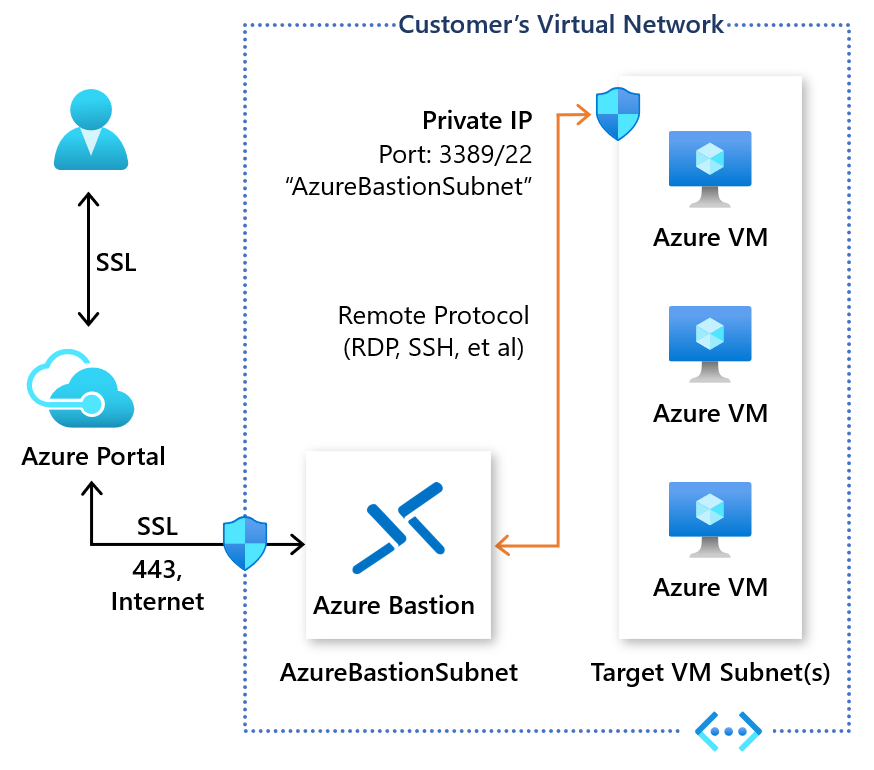 Customer’s Virtual Network
Private IP
Port: 3389/22
“AzureBastionSubnet”
Azure VM
SSL
Remote Protocol
(RDP, SSH, et al)
Azure VM
Azure Portal
SSL
443,
Internet
Azure Bastion
Azure VM
AzureBastionSubnet
Target VM Subnet(s)